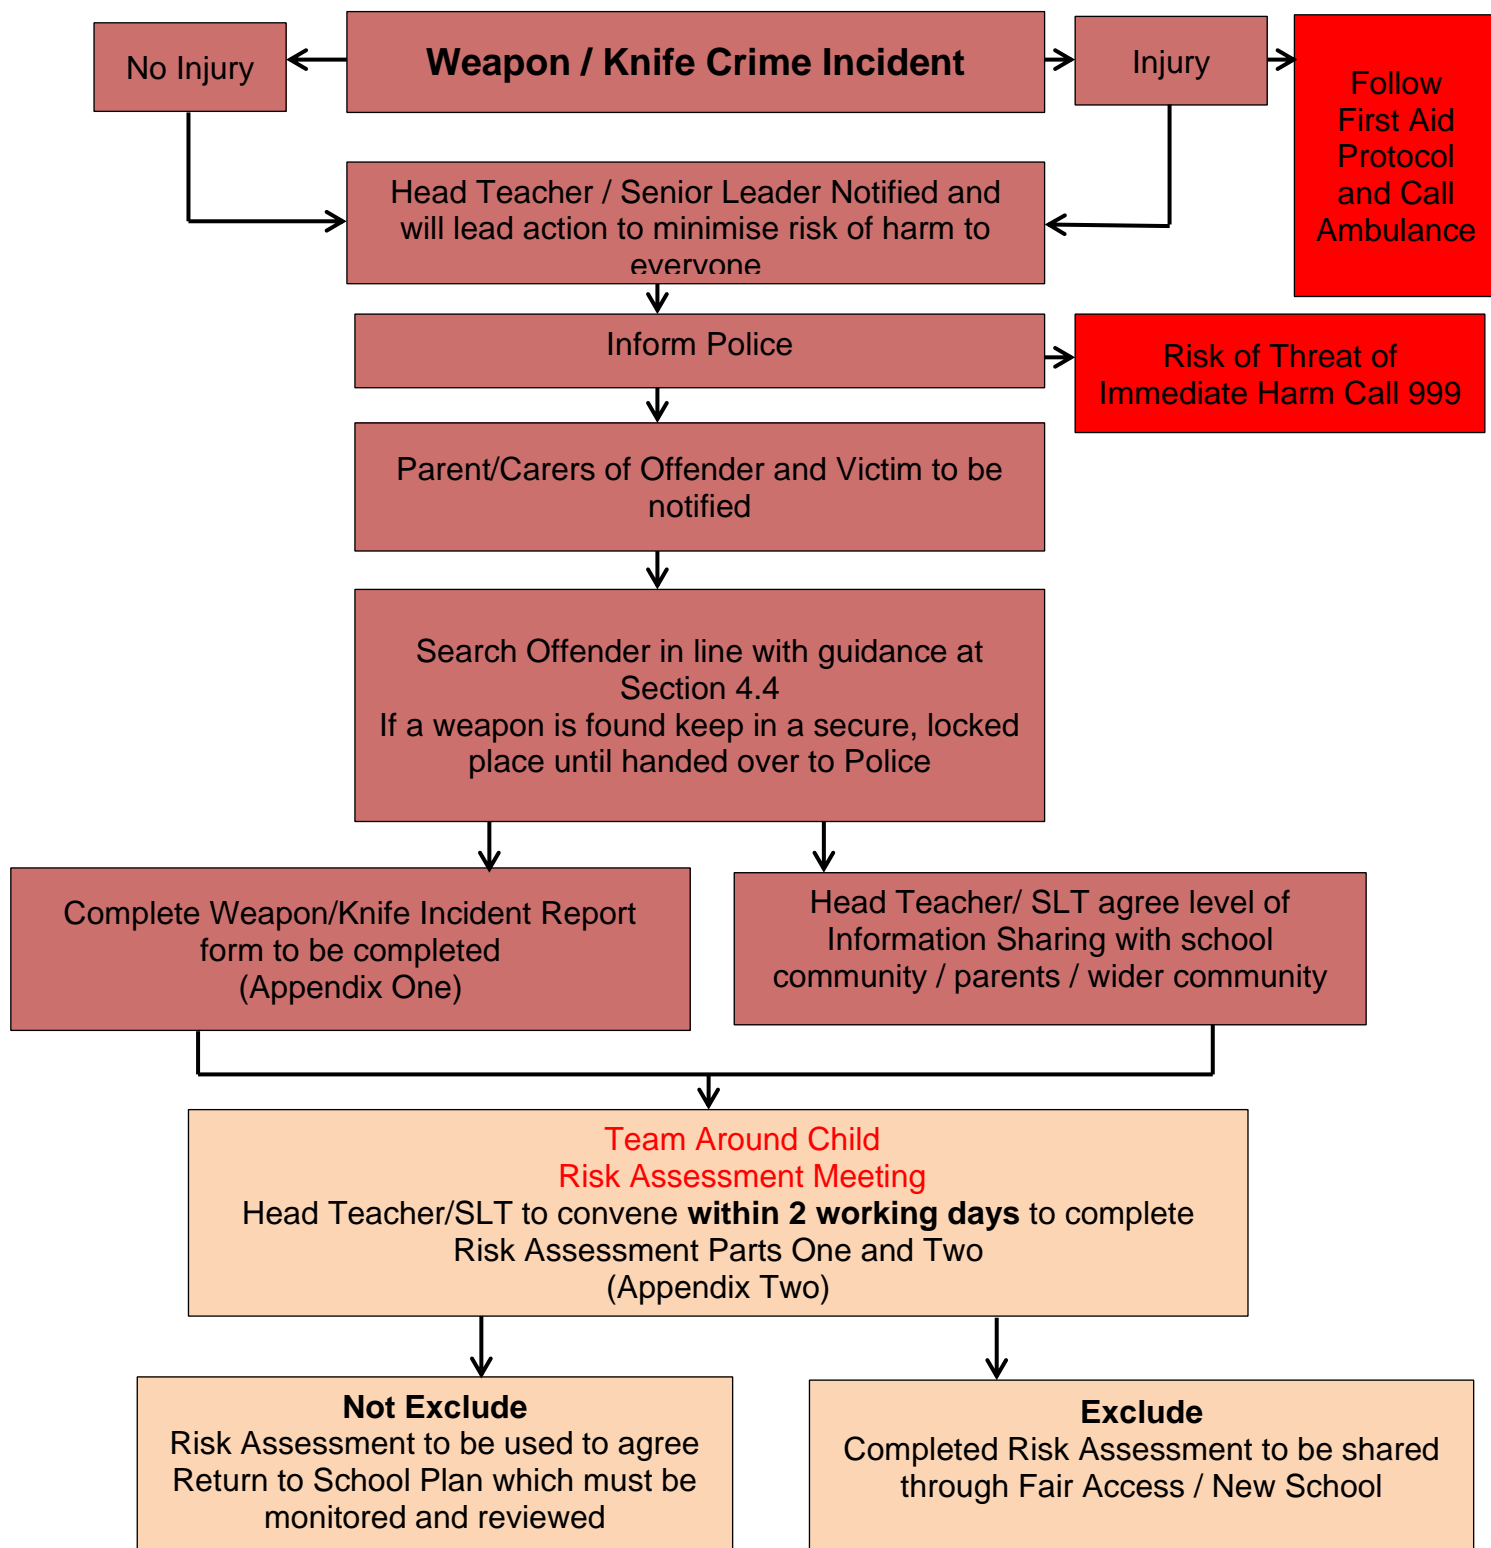 No Injury
Weapon / Knife Crime Incident
Injury
Follow
First Aid
Protocol
and Call
Ambulance
Head Teacher / Senior Leader Notified and
will lead action to minimise risk of harm to
everyone
Inform Police
Risk of Threat of
Immediate Harm Call 999
Parent/Carers of Offender and Victim to be
notified
Search Offender in line with guidance at
Section 4.4
If a weapon is found keep in a secure, locked
place until handed over to Police
Complete Weapon/Knife Incident Report
form to be completed
(Appendix One)
Head Teacher/ SLT agree level of
Information Sharing with school
community / parents / wider community
Team Around Child
Risk Assessment Meeting
Head Teacher/SLT to convene within 2 working days to complete
Risk Assessment Parts One and Two
(Appendix Two)
Not Exclude
Risk Assessment to be used to agree
Return to School Plan which must be
monitored and reviewed
Exclude
Completed Risk Assessment to be shared
through Fair Access / New School